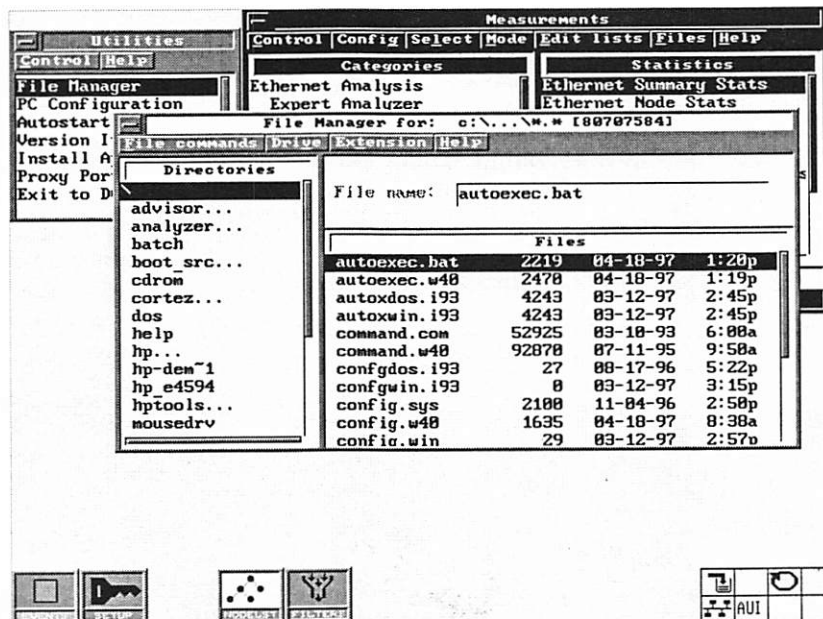 Measurements
Control Config Select Mode Edit lists Files Help
Categories
Ethernet Analysis
Expert Analyzer
Statistics
Ethernet Summary Stats
Ethernet Node Stats
Utilities
Control Help
File Manager
PC Configuration
Autostart
Version I
Install A
Proxy Por
Exit to D
File Manager for: c:\...\*.* [80707584]
File commands Drive Extension Help
Directories
\
advisor...
analyzer...
batch
boot_src...
cdrom
cortez...
dos
help
hp...
hp-dem~1
hp_e4594
hptools...
mousedrv
File name: autoexec.bat
Files
autoexec.bat 2219 04-18-97 1:20p
autoexec.w40 2470 04-18-97 1:19p
autoxdos.i93 4243 03-12-97 2:45p
autoxwin.i93 4243 03-12-97 2:45p
command.com 52925 03-10-93 6:00a
command.w40 92870 07-11-95 9:50a
confgdos.i93 27 08-17-96 5:22p
confgwin.i93 0 03-12-97 3:15p
config.sys 2100 11-04-96 2:50p
config.w40 1635 04-18-97 8:38a
config.win 29 03-12-97 2:57p
EVENTS
SETUP
NODELST
FILTERS
AUI